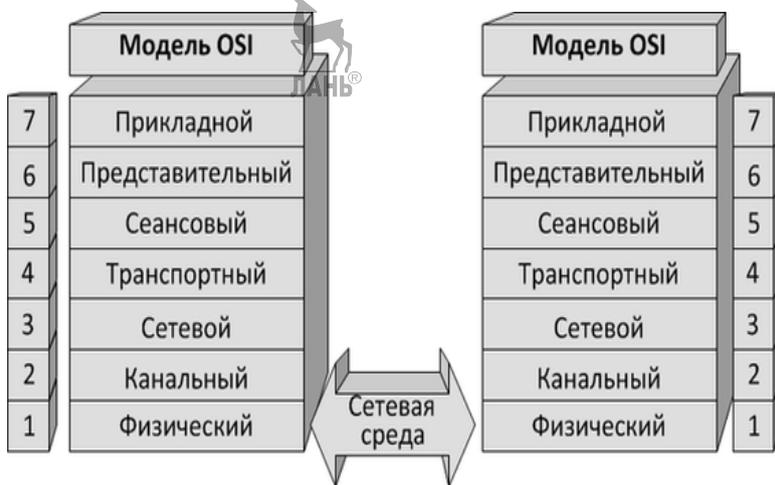 Модель OSI
Модель OSI
ЛАНЬ®
7 Прикладной
Прикладной 7
6 Представительный
Представительный 6
5 Сеансовый
Сеансовый 5
4 Транспортный
Транспортный 4
3 Сетевой
Сетевой 3
2 Канальный
Канальный 2
1 Физический
Физический 1
Сетевая
среда